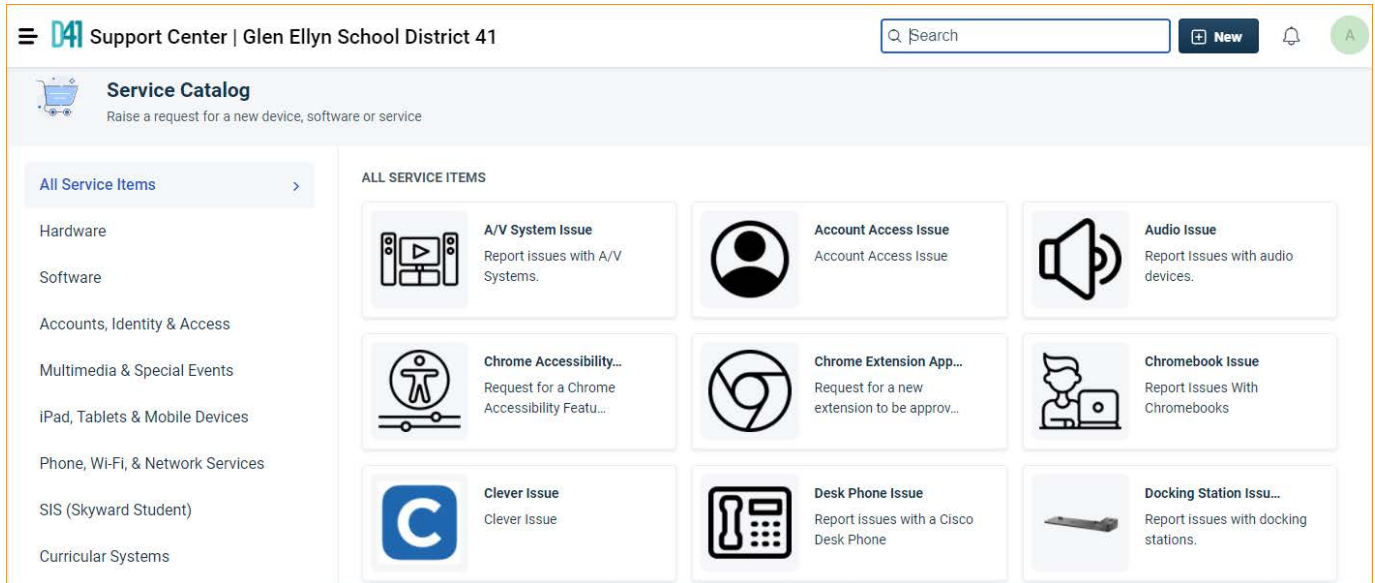 D41 Support Center | Glen Ellyn School District 41
Search
New
A
Service Catalog
Raise a request for a new device, software or service
All Service Items
Hardware
Software
Accounts, Identity & Access
Multimedia & Special Events
iPad, Tablets & Mobile Devices
Phone, Wi-Fi, & Network Services
SIS (Skyward Student)
Curricular Systems
ALL SERVICE ITEMS
A/V System Issue
Report issues with A/V
Systems.
Account Access Issue
Account Access Issue
Audio Issue
Report Issues with audio
devices.
Chrome Accessibility...
Request for a Chrome
Accessibility Featu...
Chrome Extension App...
Request for a new
extension to be approv...
Chromebook Issue
Report Issues With
Chromebooks
C
Clever Issue
Clever Issue
Desk Phone Issue
Report issues with a Cisco
Desk Phone
Docking Station Issu...
Report issues with docking
stations.